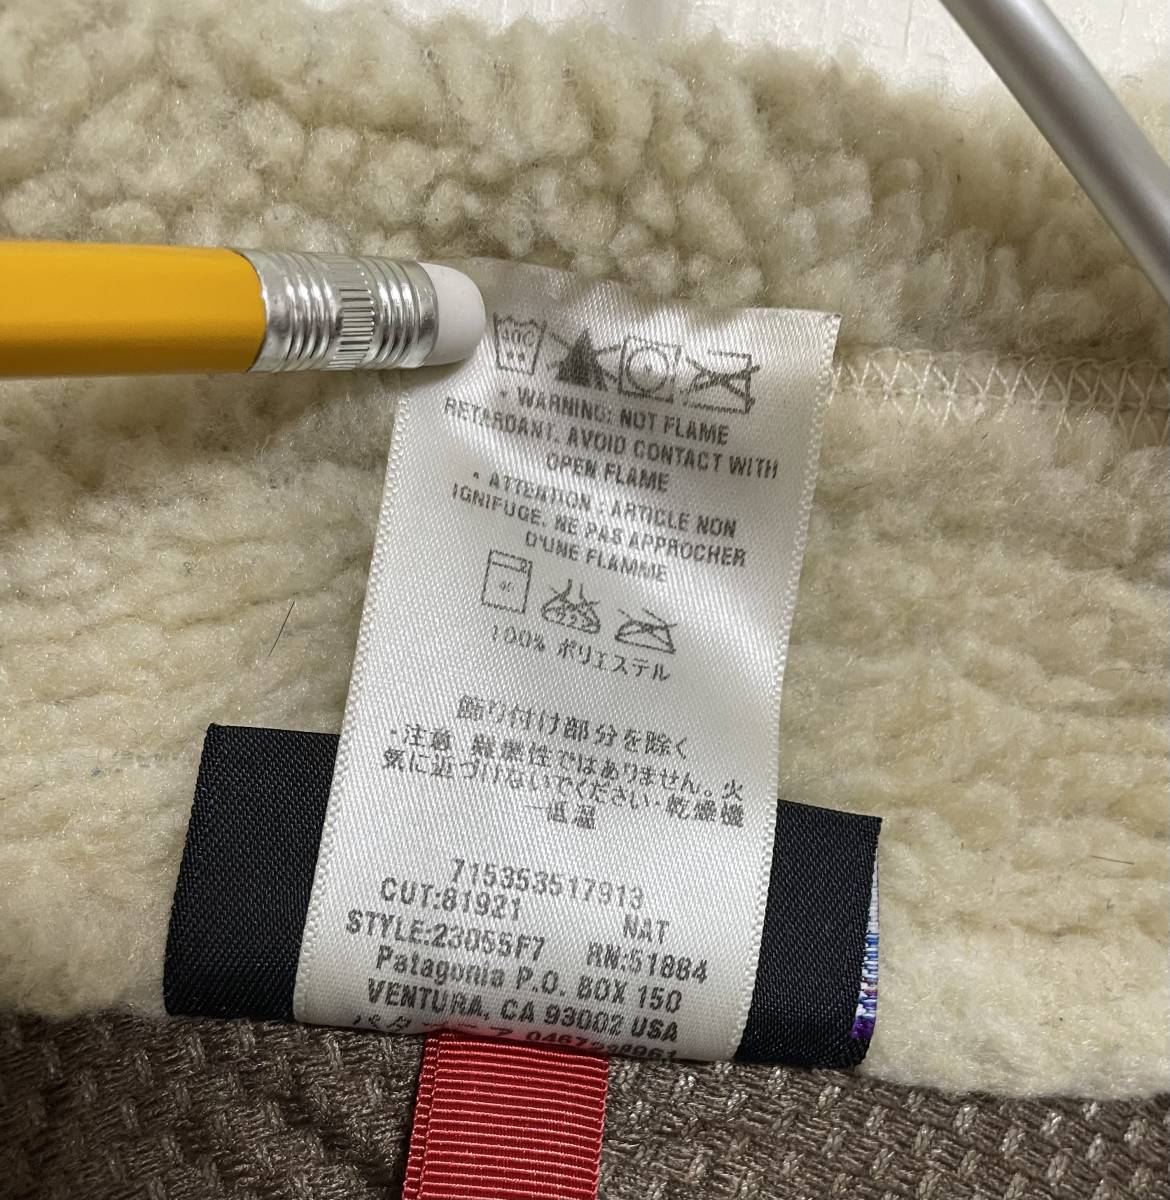 40C
• WARNING: NOT FLAME
RETARDANT. AVOID CONTACT WITH
OPEN FLAME
• ATTENTION : ARTICLE NON
IGNIFUGE. NE PAS APPROCHER
D'UNE FLAMME
40
100% ポリエステル
飾り付け部分を除く
・注意 難燃性ではありません。火
気に近づけないでください・乾燥機
—低温
715353517913
CUT:81921 NAT
STYLE:23055F7 RN:51884
Patagonia P.O. BOX 150
VENTURA, CA 93002 USA